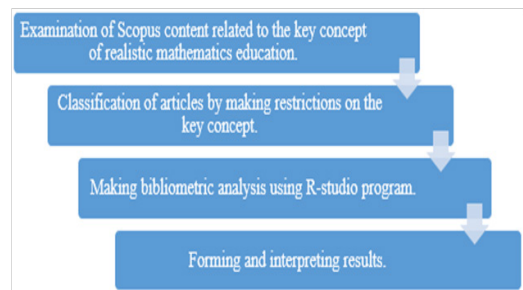 Examination of Scopus content related to the key concept
of realistic mathematics education.
Classification of articles by making restrictions on the
key concept.
Making bibliometric analysis using R-studio program.
Forming and interpreting results.